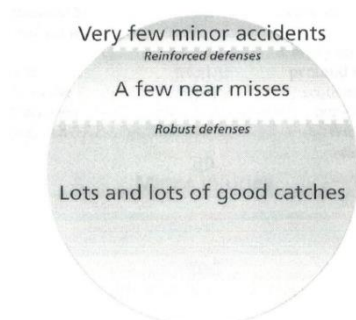 Very few minor accidents
Reinforced defenses
A few near misses
Robust defenses
Lots and lots of good catches